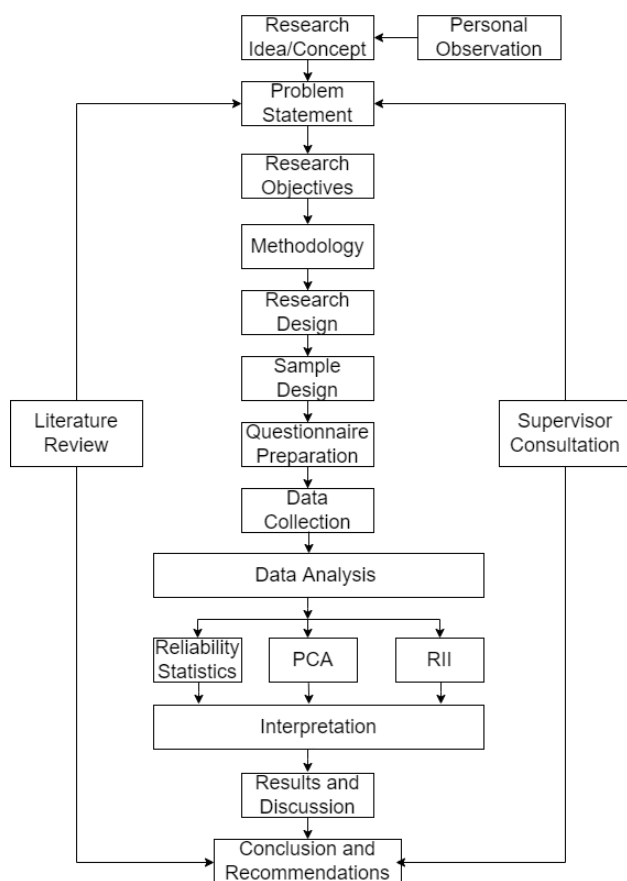 Research
Idea/Concept
Personal
Observation
Problem
Statement
Research
Objectives
Methodology
Research
Design
Sample
Design
Literature
Review
Questionnaire
Preparation
Supervisor
Consultation
Data
Collection
Data Analysis
Reliability
Statistics
PCA
RII
Interpretation
Results and
Discussion
Conclusion and
Recommendations